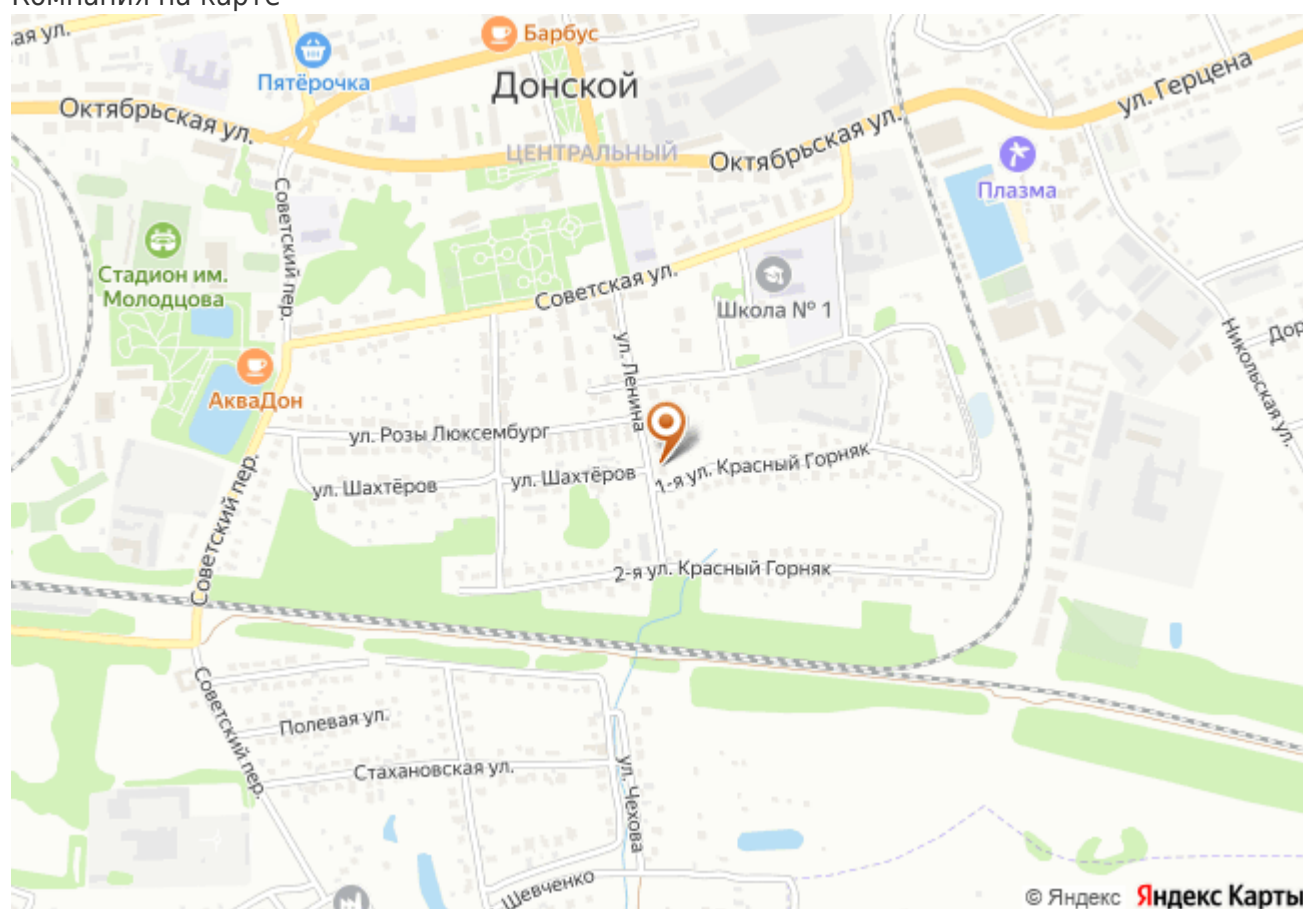 Компания на карте
ая ул.
Барбус
Пятёрочка
Донской
ул. Герцена
Октябрьская ул.
ЦЕНТРАЛЬНЫЙ
Октябрьская ул.
Плазма
Советский пер.
Стадион им.
Молодцова
Советская ул.
Школа № 1
Никольская ул.
Дор
ул. Ленина
АкваДон
ул. Розы Люксембург
ул. Шахтёров
ул. Шахтёров
1-я ул. Красный Горняк
Советский пер.
2-я ул. Красный Горняк
Советский пер.
Полевая ул.
Стахановская ул.
ул. Чехова
Шевченко
© Яндекс Яндекс Карты